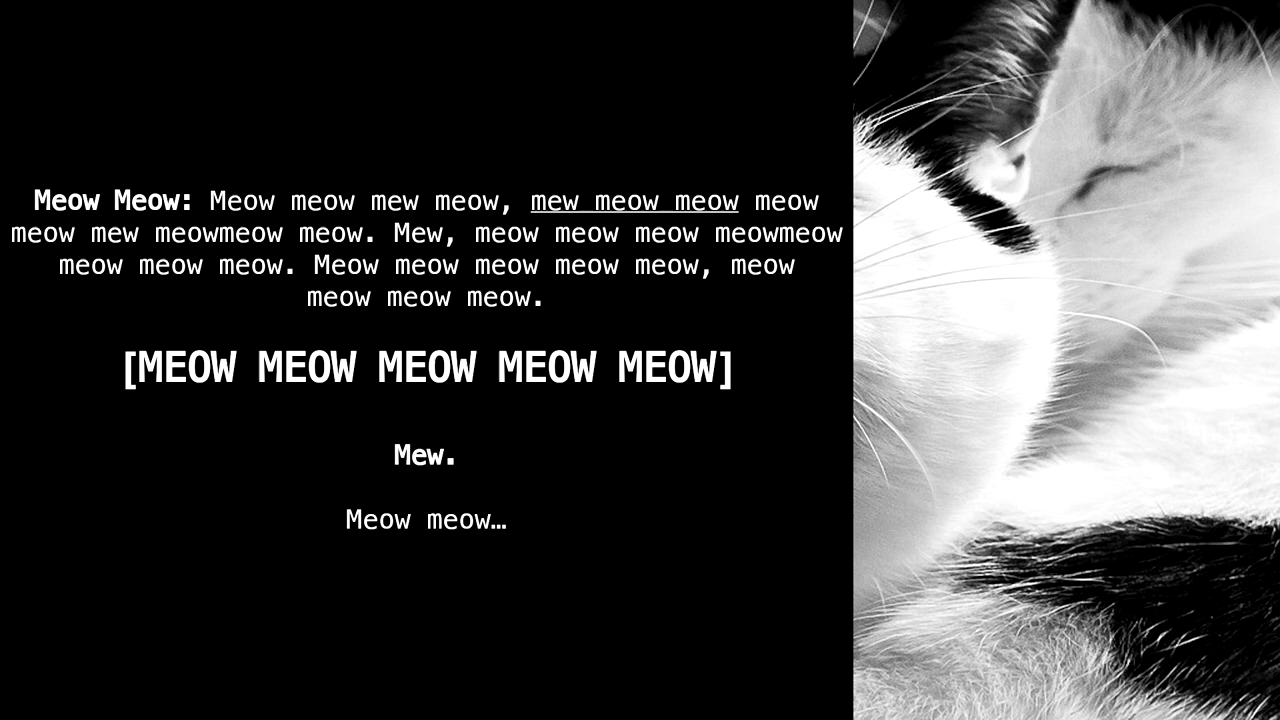 Meow Meow: Meow meow mew meow, mew meow meow meow
meow mew meowmeow meow. Mew, meow meow meow meowmeow
meow meow meow. Meow meow meow meow meow, meow
meow meow meow.
[MEOW MEOW MEOW MEOW MEOW]
Mew.
Meow meow…